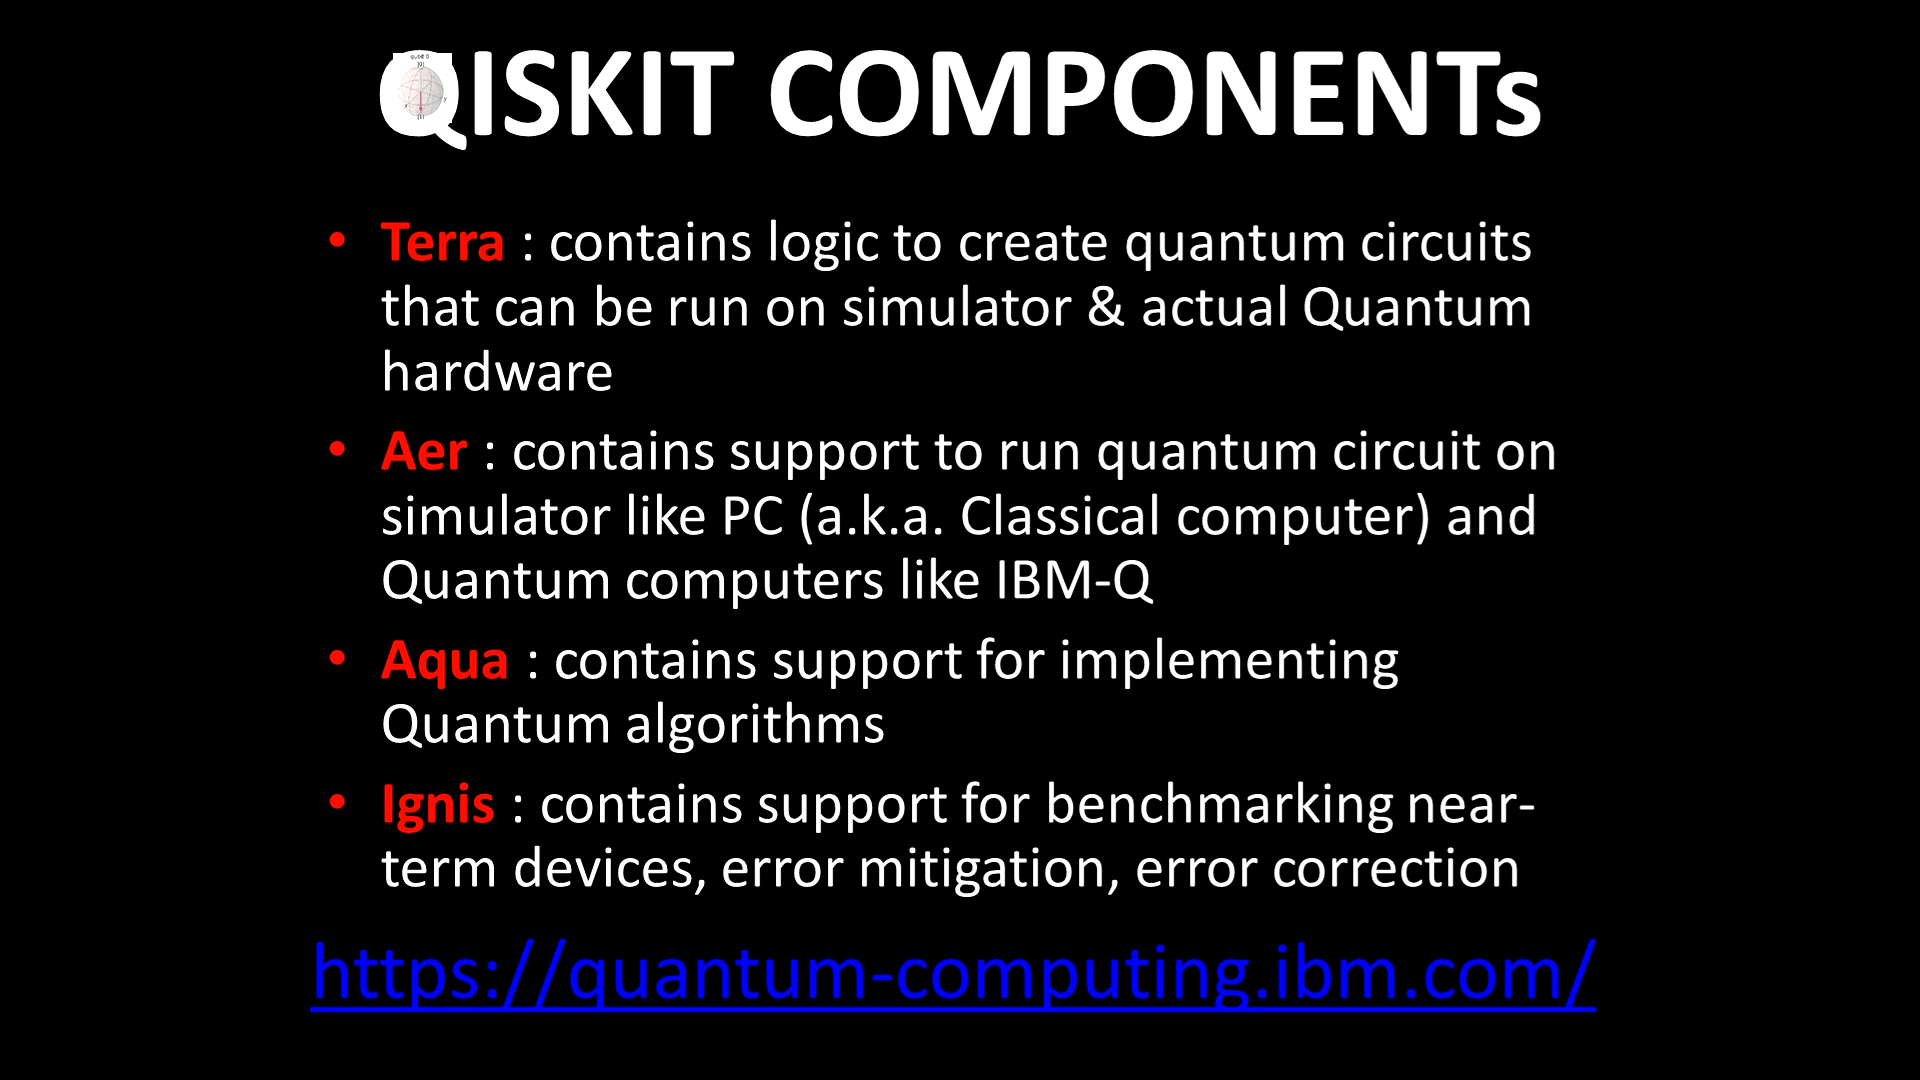 QISKIT COMPONENTs
• Terra : contains logic to create quantum circuits
that can be run on simulator & actual Quantum
hardware
• Aer : contains support to run quantum circuit on
simulator like PC (a.k.a. Classical computer) and
Quantum computers like IBM-Q
• Aqua : contains support for implementing
Quantum algorithms
• Ignis : contains support for benchmarking near-
term devices, error mitigation, error correction
https://quantum-computing.ibm.com/